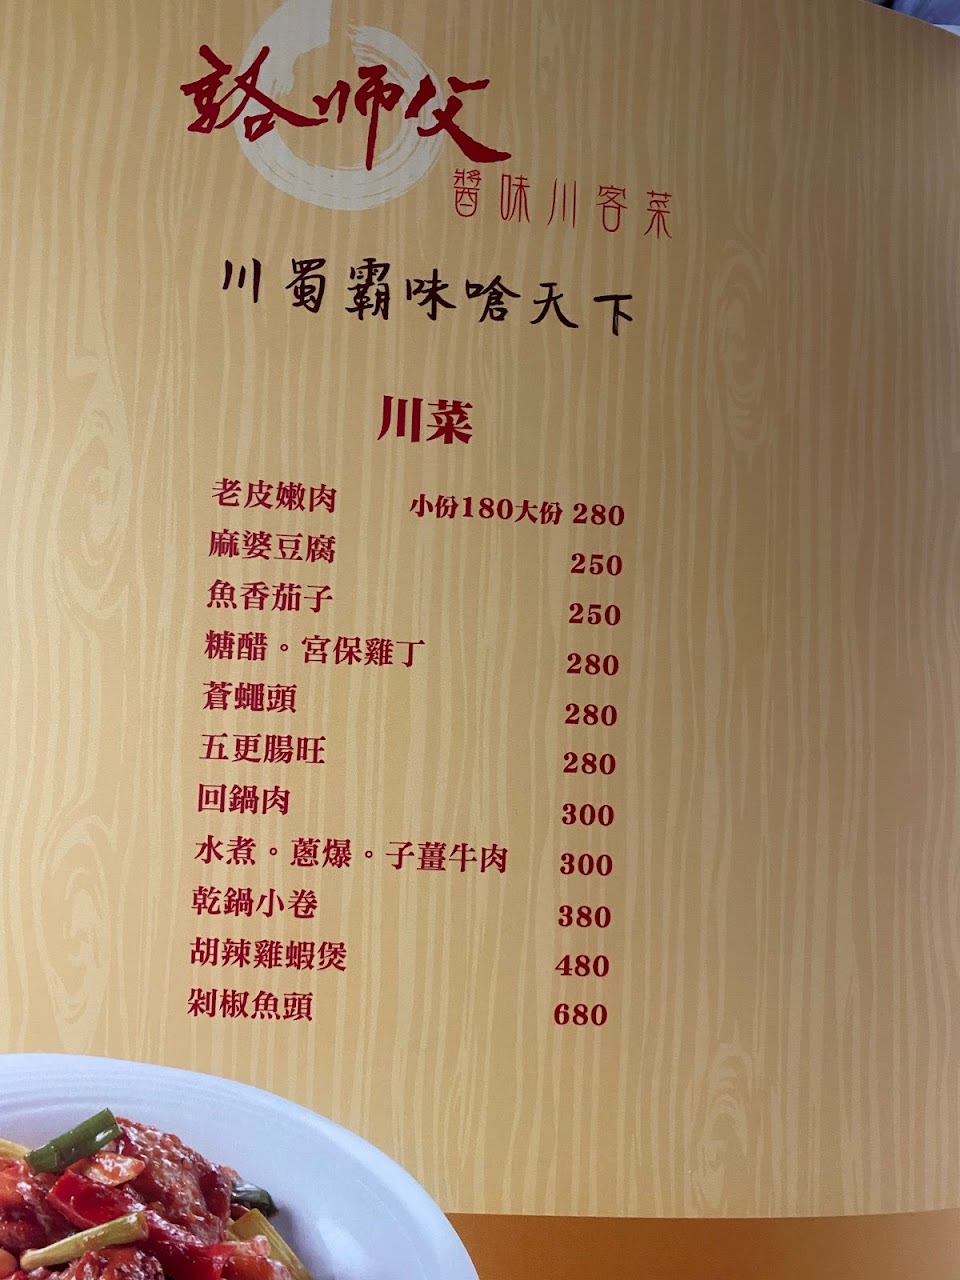 師父
醬味川客菜
川蜀霸味嗆天下
川菜
老皮嫩肉 小份180大份 280
麻婆豆腐 250
魚香茄子 250
糖醋。宮保雞丁 280
蒼蠅頭 280
五更腸旺 280
回鍋肉 300
水煮。蔥爆。子薑牛肉 300
乾鍋小卷 380
胡辣雞蝦煲 480
剁椒魚頭 680